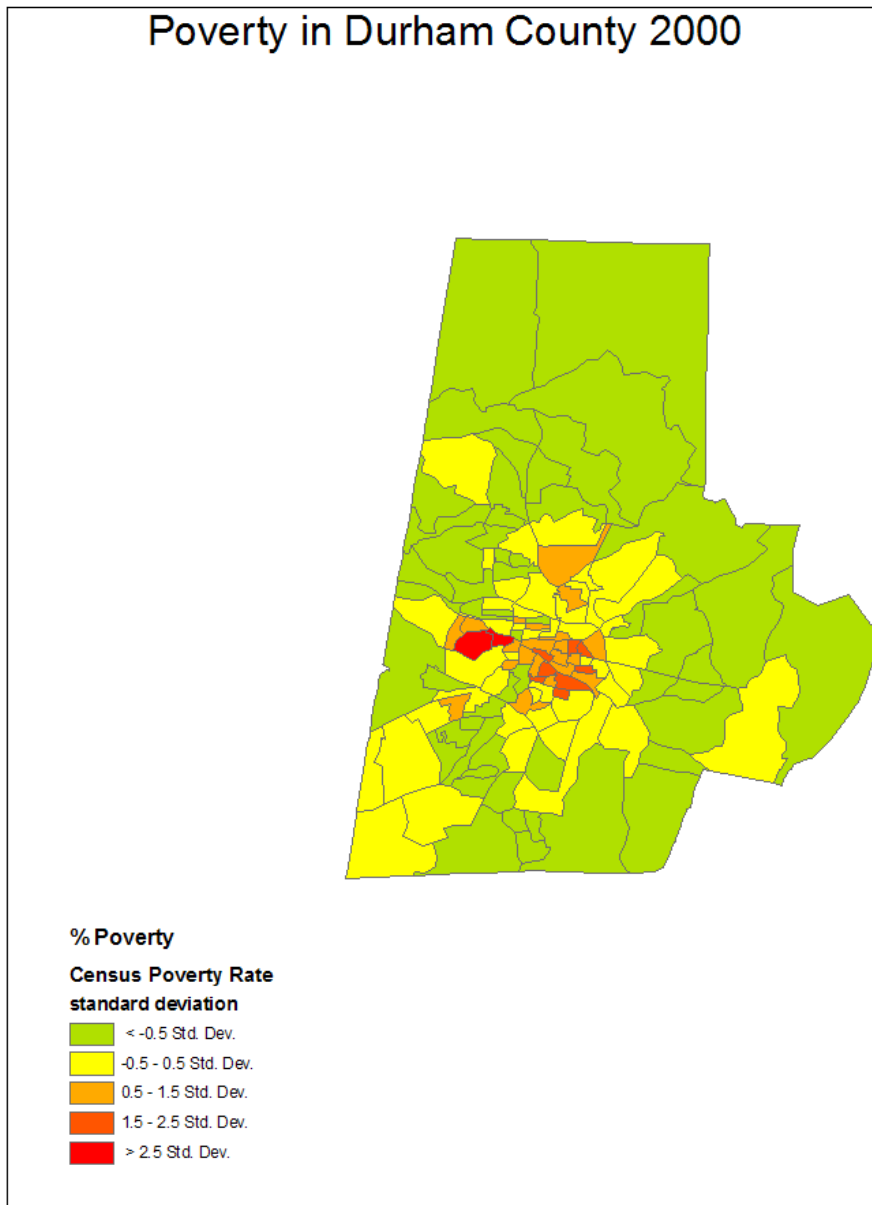 Poverty in Durham County 2000
% Poverty
Census Poverty Rate
standard deviation
< -0.5 Std. Dev.
-0.5 - 0.5 Std. Dev.
0.5 - 1.5 Std. Dev.
1.5 - 2.5 Std. Dev.
> 2.5 Std. Dev.